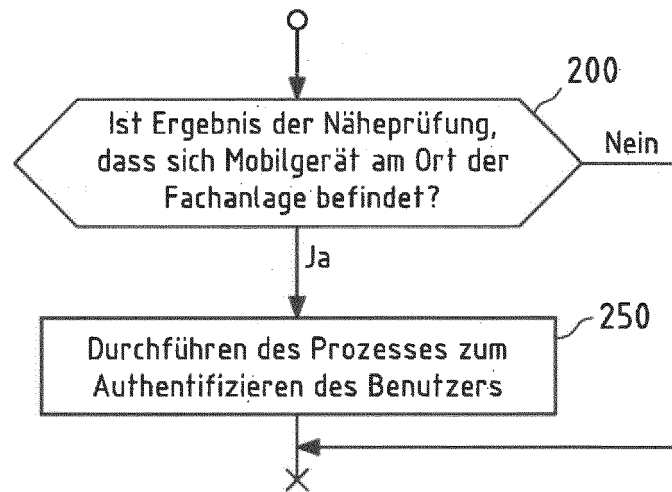 200
Ist Ergebnis der Näheprüfung,
dass sich Mobilgerät am Ort der
Fachanlage befindet?
Nein
Ja
250
Durchführen des Prozesses zum
Authentifizieren des Benutzers